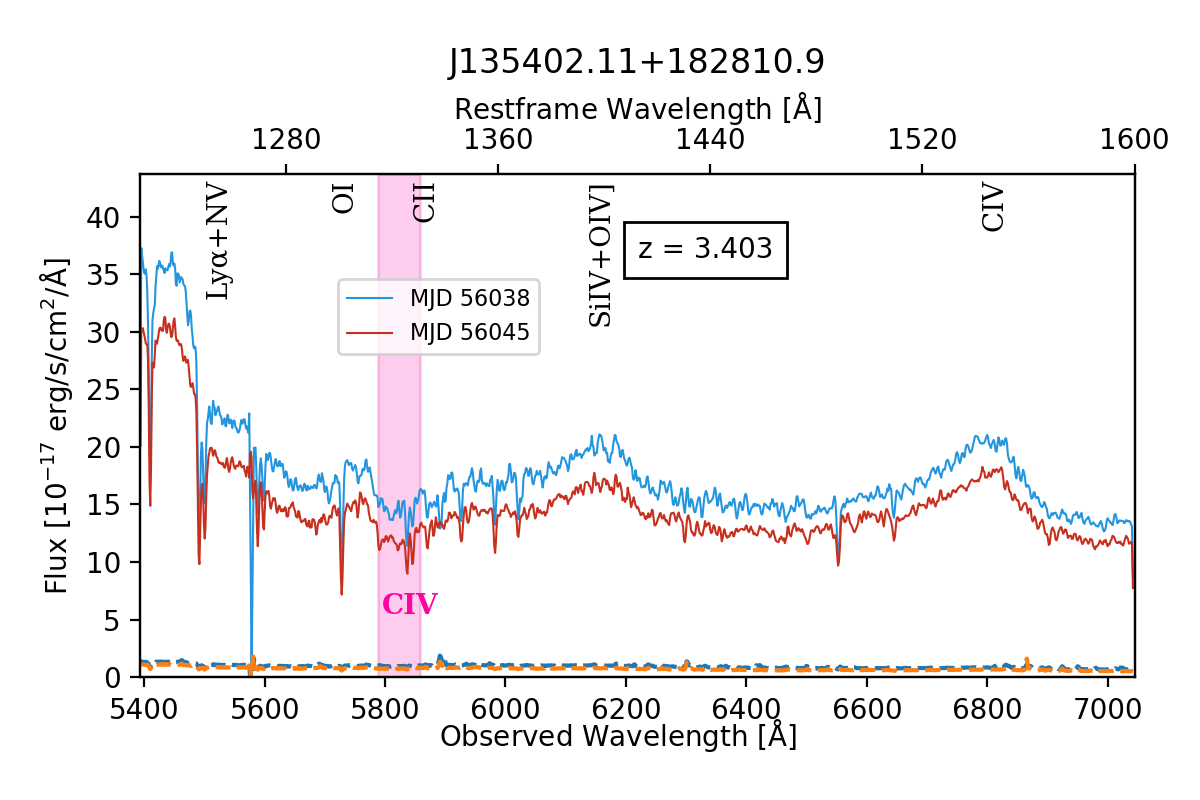 J135402.11+182810.9
Restframe Wavelength [Å]
1280 1360 1440 1520 1600
Lyα+NV OI CII SiIV+OIV] CIV
z = 3.403
MJD 56038
MJD 56045
CIV
40
35
30
25
20
15
10
5
0
Flux [10⁻¹⁷ erg/s/cm²/Å]
5400 5600 5800 6000 6200 6400 6600 6800 7000
Observed Wavelength [Å]